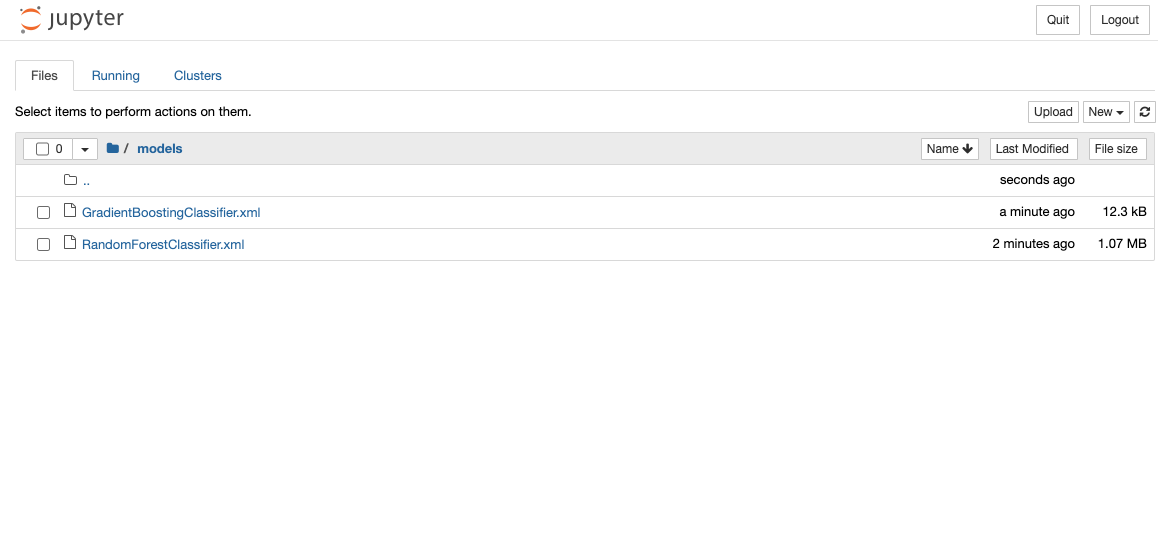 jupyter Quit Logout
Files Running Clusters
Select items to perform actions on them. Upload New
0 / models Name Last Modified File size
.. seconds ago
GradientBoostingClassifier.xml a minute ago 12.3 kB
RandomForestClassifier.xml 2 minutes ago 1.07 MB